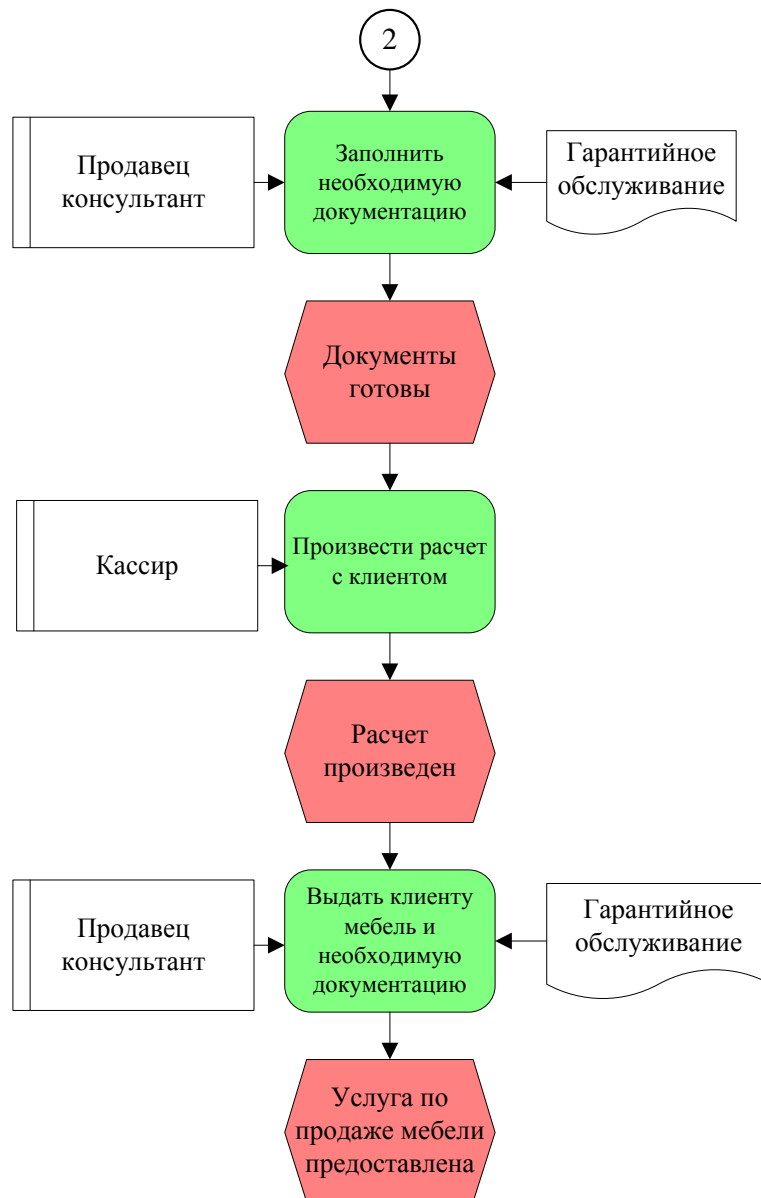 2
Продавец
консультант
Заполнить
необходимую
документацию
Гарантийное
обслуживание
Документы
готовы
Кассир
Произвести расчет
с клиентом
Расчет
произведен
Продавец
консультант
Выдать клиенту
мебель и
необходимую
документацию
Гарантийное
обслуживание
Услуга по
продаже мебели
предоставлена